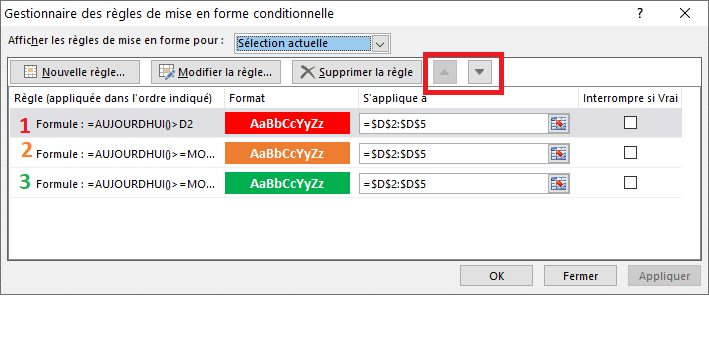 Gestionnaire des règles de mise en forme conditionnelle
Afficher les règles de mise en forme pour : Sélection actuelle
Nouvelle règle... Modifier la règle... Supprimer la règle
Règle (appliquée dans l'ordre indiqué) Format S'applique à Interrompre si Vrai
1 Formule : =AUJOURDHUI()>D2 AaBbCcYyZz =$D$2:$D$5
2 Formule : =AUJOURDHUI()>=MO... AaBbCcYyZz =$D$2:$D$5
3 Formule : =AUJOURDHUI()>=MO... AaBbCcYyZz =$D$2:$D$5
OK Fermer Appliquer